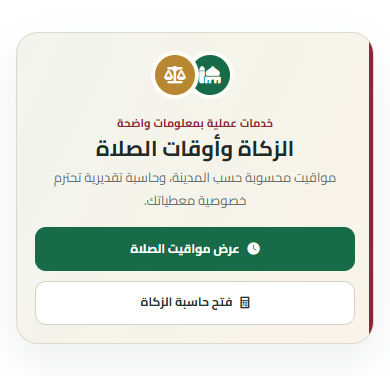 خدمات عملية بمعلومات واضحة
الزكاة وأوقات الصلاة
مواقيت محسوبة حسب المدينة، وحاسبة تقديرية تحترم
خصوصية معطياتك.
عرض مواقيت الصلاة
فتح حاسبة الزكاة